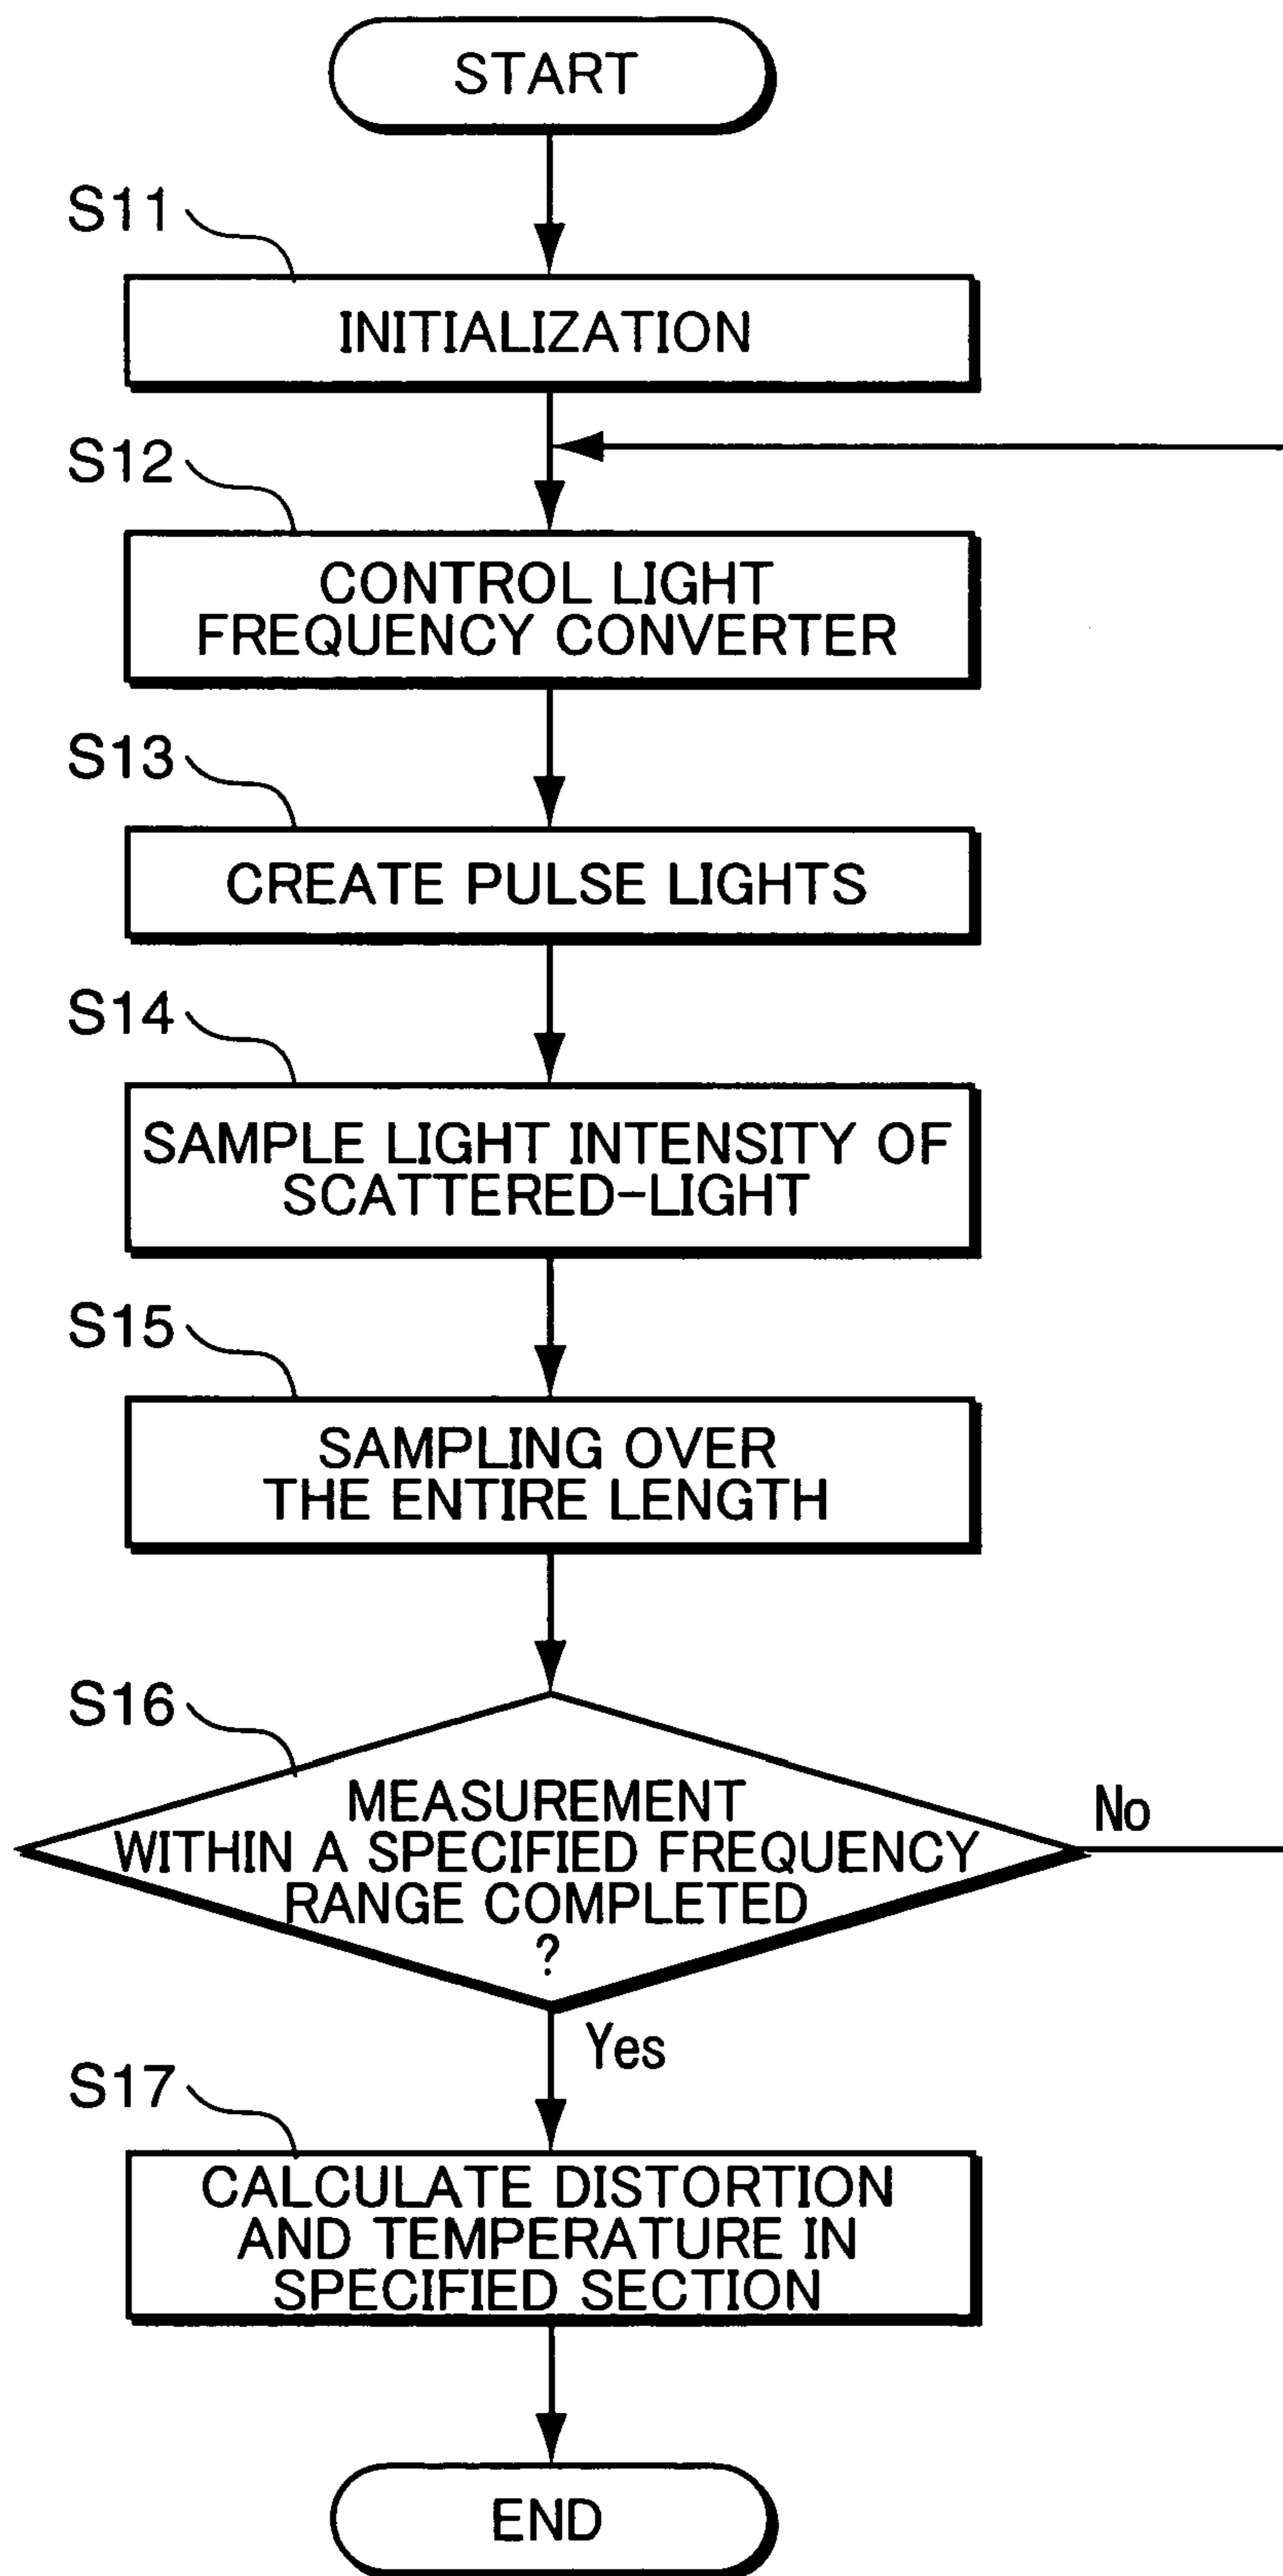 START
S11
INITIALIZATION
S12
CONTROL LIGHT
FREQUENCY CONVERTER
S13
CREATE PULSE LIGHTS
S14
SAMPLE LIGHT INTENSITY OF
SCATTERED-LIGHT
S15
SAMPLING OVER
THE ENTIRE LENGTH
S16
MEASUREMENT
WITHIN A SPECIFIED FREQUENCY
RANGE COMPLETED
?
No
Yes
S17
CALCULATE DISTORTION
AND TEMPERATURE IN
SPECIFIED SECTION
END